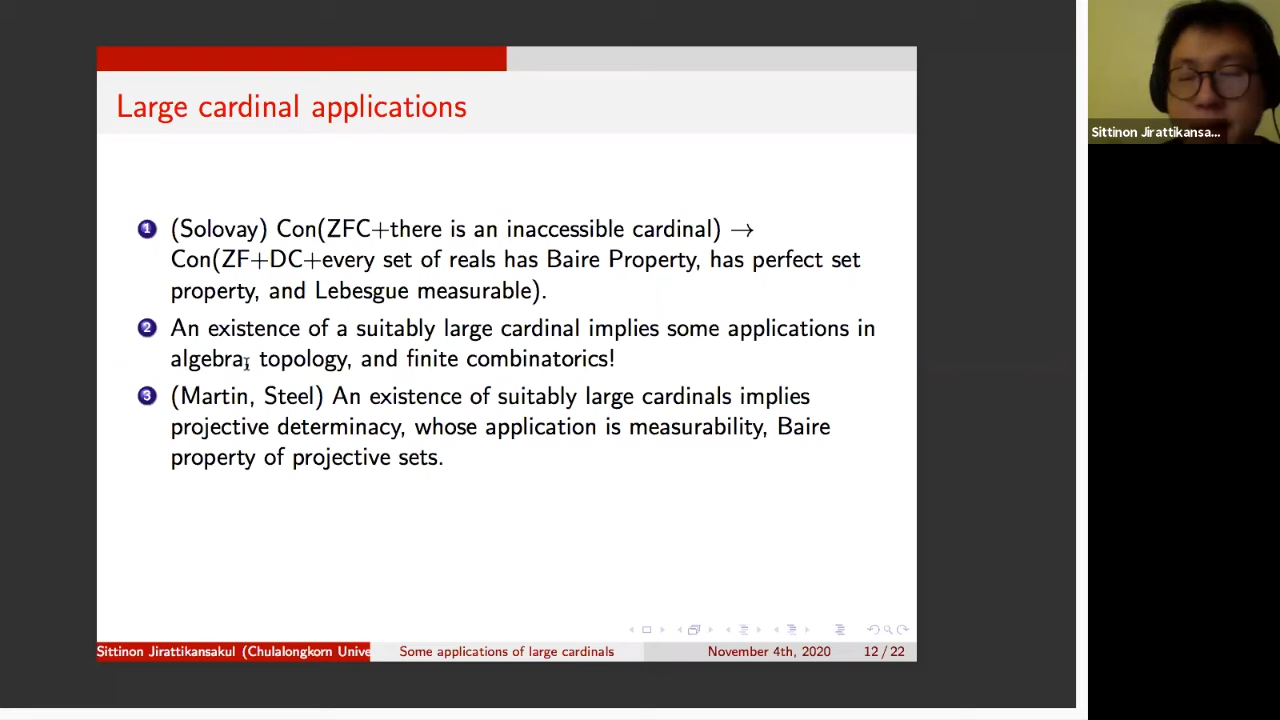 Large cardinal applications
1 (Solovay) Con(ZFC+there is an inaccessible cardinal) →
Con(ZF+DC+every set of reals has Baire Property, has perfect set
property, and Lebesgue measurable).
2 An existence of a suitably large cardinal implies some applications in
algebra, topology, and finite combinatorics!
3 (Martin, Steel) An existence of suitably large cardinals implies
projective determinacy, whose application is measurability, Baire
property of projective sets.
Sittinon Jirattikansakul (Chulalongkorn Unive Some applications of large cardinals November 4th, 2020 12 / 22
Sittinon Jirattikansa...